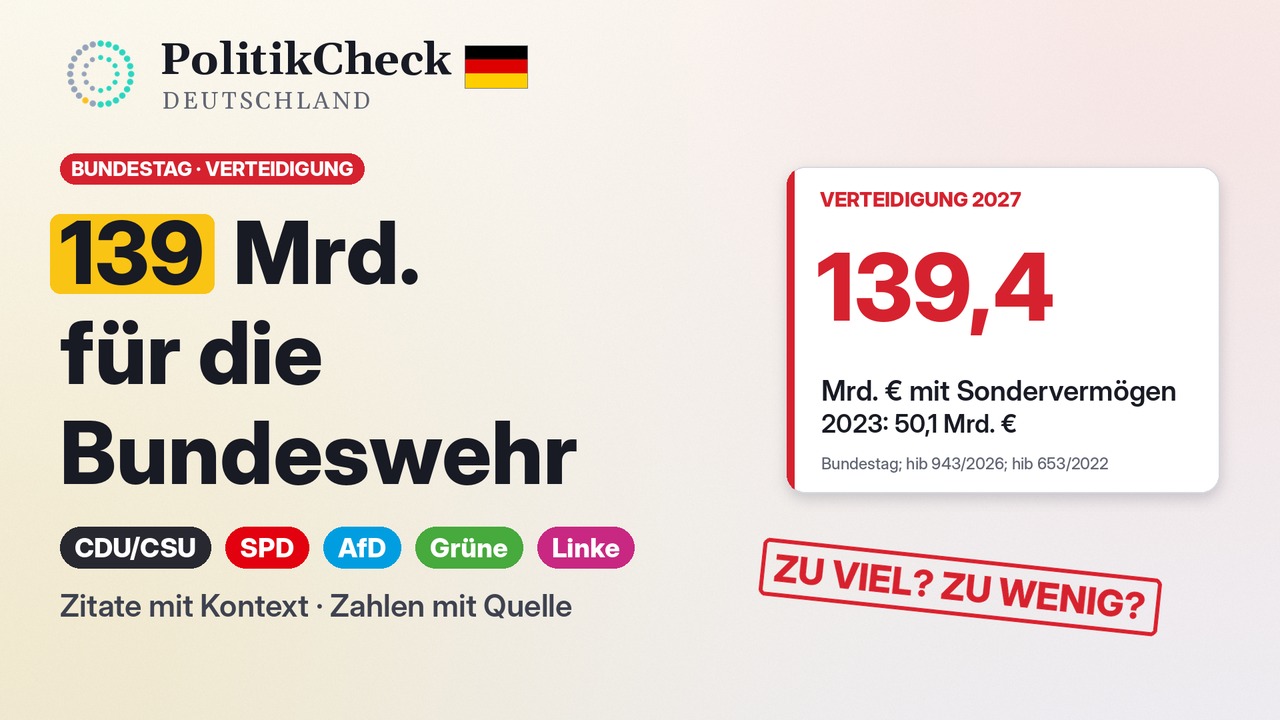 PolitikCheck
DEUTSCHLAND
BUNDESTAG · VERTEIDIGUNG
139 Mrd.
für die
Bundeswehr
CDU/CSU SPD AfD Grüne Linke
Zitate mit Kontext · Zahlen mit Quelle
VERTEIDIGUNG 2027
139,4
Mrd. € mit Sondervermögen
2023: 50,1 Mrd. €
Bundestag; hib 943/2026; hib 653/2022
ZU VIEL? ZU WENIG?